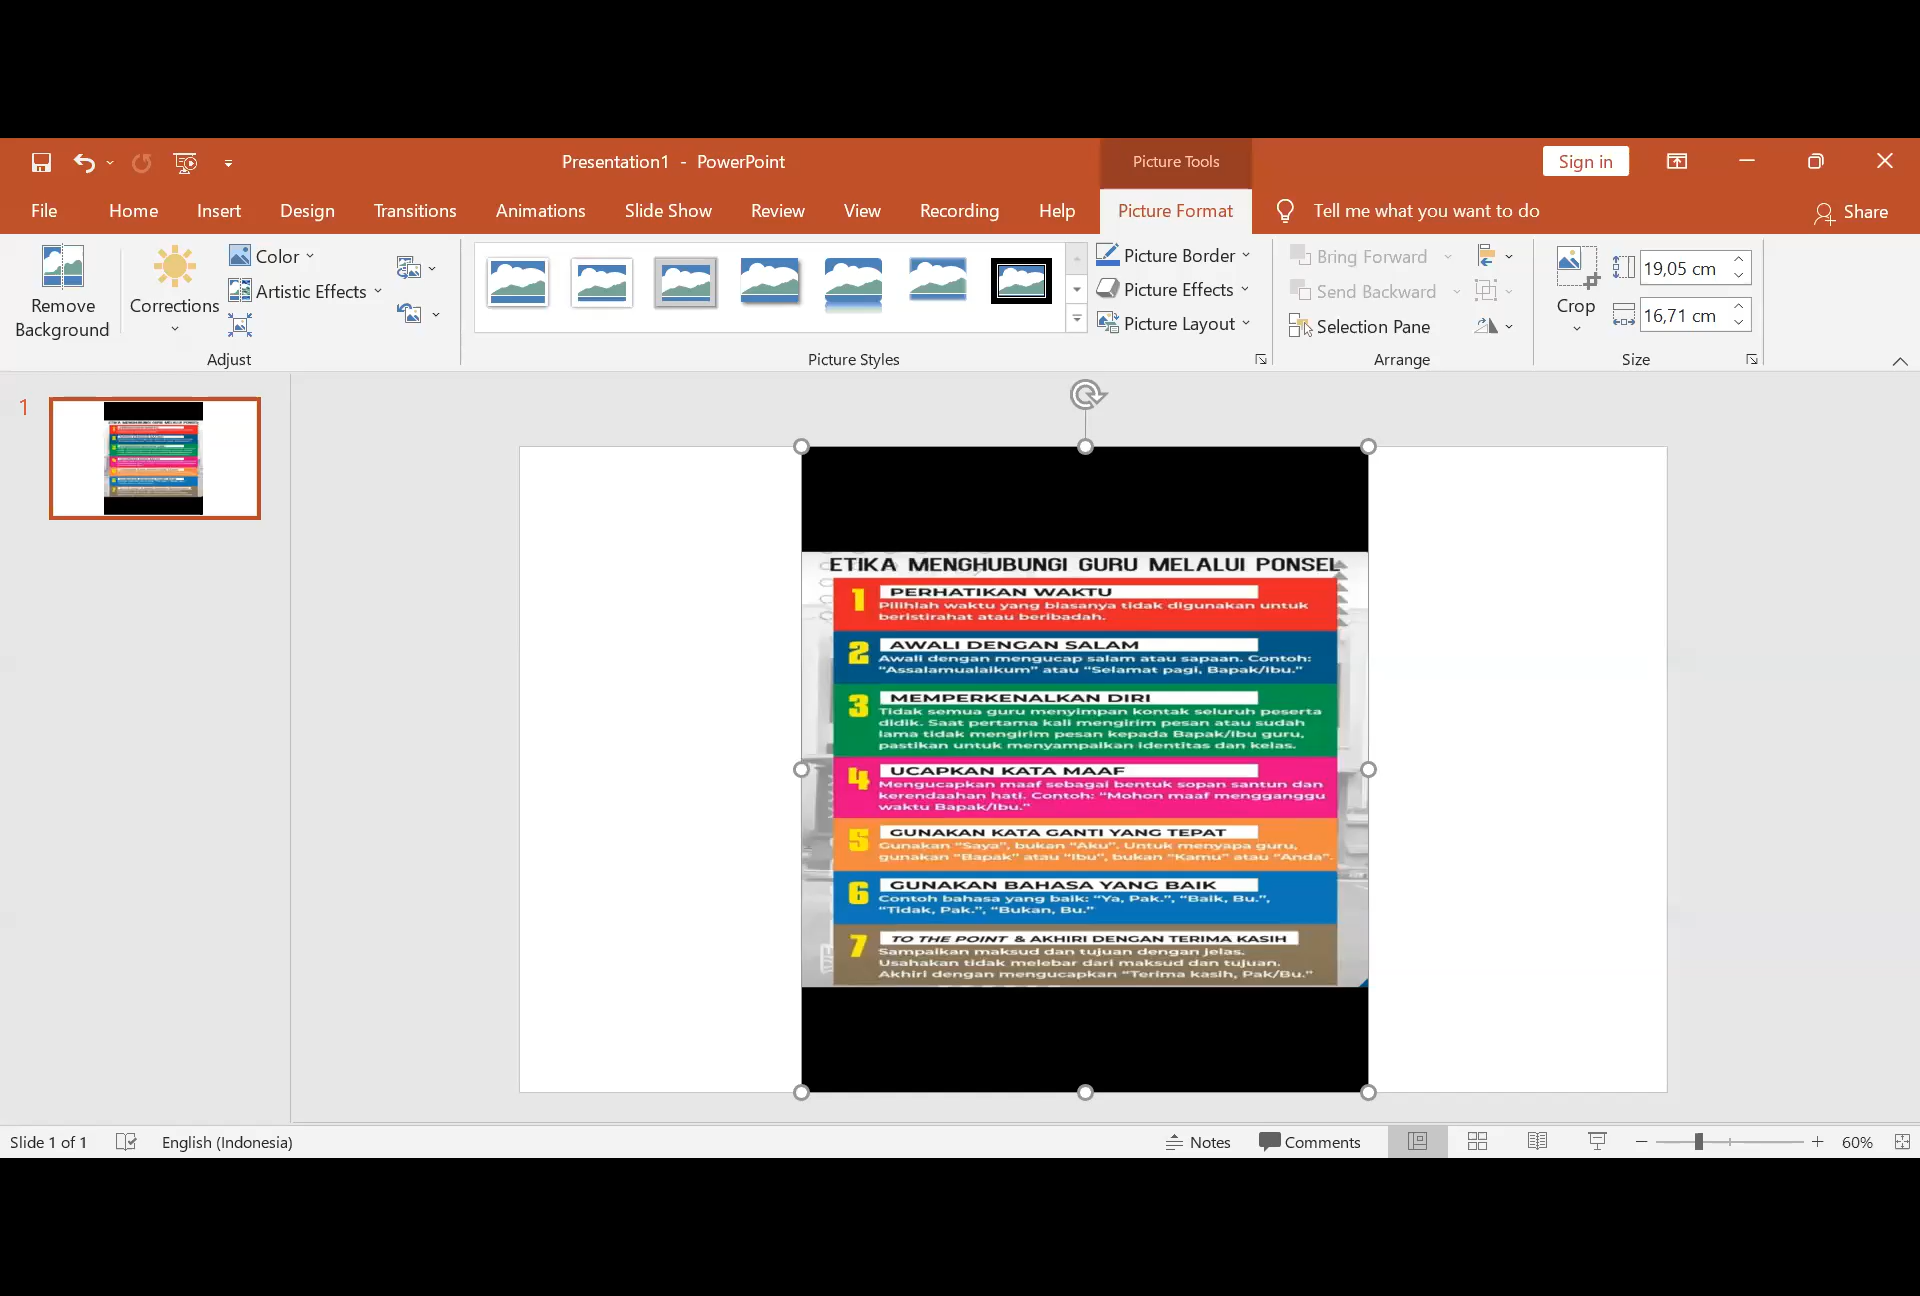 Presentation1 - PowerPoint
Picture Tools
Sign in
File Home Insert Design Transitions Animations Slide Show Review View Recording Help Picture Format Tell me what you want to do Share
Remove Background
Corrections
Color
Artistic Effects
Adjust
Picture Styles
Picture Border
Picture Effects
Picture Layout
Bring Forward
Send Backward
Selection Pane
Arrange
Crop
19,05 cm
16,71 cm
Size
1
ETIKA MENGHUBUNGI GURU MELALUI PONSEL
1 PERHATIKAN WAKTU
Pilihlah waktu yang biasanya tidak digunakan untuk
beristirahat atau beribadah.
2 AWALI DENGAN SALAM
Awali dengan mengucap salam atau sapaan. Contoh:
"Assalamualaikum" atau "Selamat pagi, Bapak/Ibu."
3 MEMPERKENALKAN DIRI
Tidak semua guru menyimpan kontak seluruh peserta
didik. Saat pertama kali mengirim pesan atau sudah
lama tidak mengirim pesan kepada Bapak/Ibu guru,
pastikan untuk menyampaikan identitas dan kelas.
4 UCAPKAN KATA MAAF
Mengucapkan maaf sebagai bentuk sopan santun dan
kerendaahan hati. Contoh: "Mohon maaf mengganggu
waktu Bapak/Ibu."
5 GUNAKAN KATA GANTI YANG TEPAT
Gunakan "Saya", bukan "Aku". Untuk menyapa guru,
gunakan "Bapak" atau "Ibu", bukan "Kamu" atau "Anda".
6 GUNAKAN BAHASA YANG BAIK
Contoh bahasa yang baik: "Ya, Pak.", "Baik, Bu.",
"Tidak, Pak.", "Bukan, Bu."
7 TO THE POINT & AKHIRI DENGAN TERIMA KASIH
Sampaikan maksud dan tujuan dengan jelas.
Usahakan tidak melebar dari maksud dan tujuan.
Akhiri dengan mengucapkan "Terima kasih, Pak/Bu."
Slide 1 of 1 English (Indonesia) Notes Comments 60%